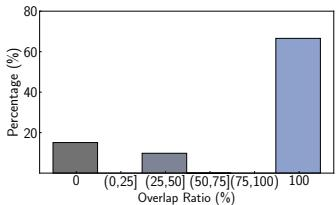 80
60
40
20
Percentage (%)
0 (0,25] (25,50] (50,75] (75,100) 100
Overlap Ratio (%)